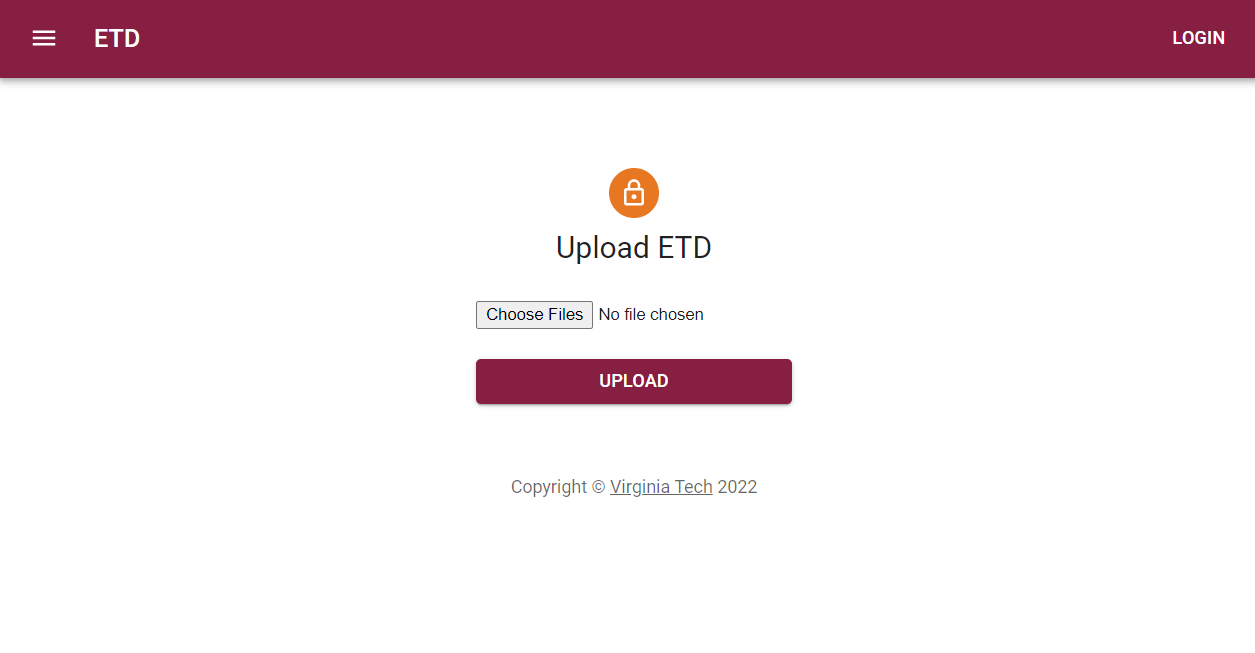 ETD
LOGIN
Upload ETD
Choose Files No file chosen
UPLOAD
Copyright © Virginia Tech 2022